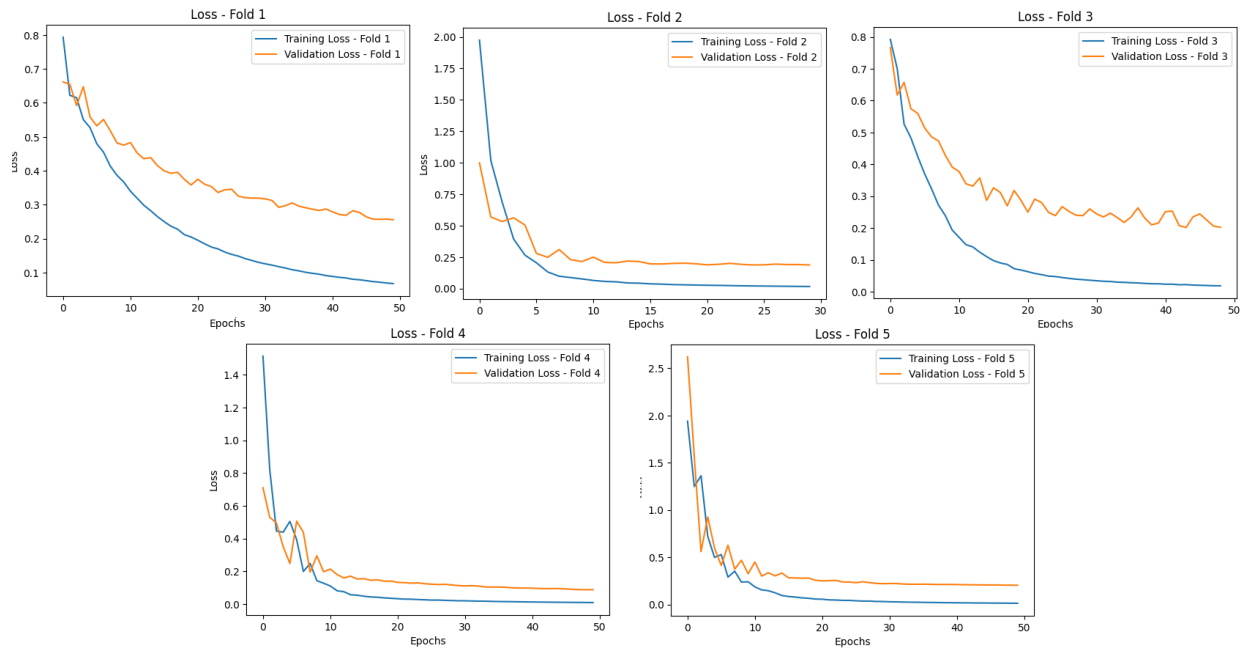 Loss - Fold 1
Training Loss - Fold 1
Validation Loss - Fold 1
0.8
0.7
0.6
0.5
0.4
0.3
0.2
0.1
Loss
0 10 20 30 40 50
Epochs
Loss - Fold 2
Training Loss - Fold 2
Validation Loss - Fold 2
2.00
1.75
1.50
1.25
1.00
0.75
0.50
0.25
0.00
Loss
0 5 10 15 20 25 30
Epochs
Loss - Fold 3
Training Loss - Fold 3
Validation Loss - Fold 3
0.8
0.7
0.6
0.5
0.4
0.3
0.2
0.1
0.0
0 10 20 30 40 50
Epochs
Loss - Fold 4
Training Loss - Fold 4
Validation Loss - Fold 4
1.4
1.2
1.0
0.8
0.6
0.4
0.2
0.0
Loss
0 10 20 30 40 50
Epochs
Loss - Fold 5
Training Loss - Fold 5
Validation Loss - Fold 5
2.5
2.0
1.5
1.0
0.5
0.0
0 10 20 30 40 50
Epochs